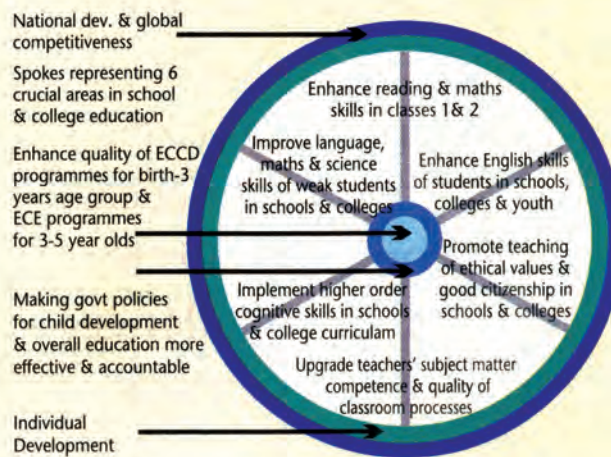 National dev. & global
competitiveness
Spokes representing 6
crucial areas in school
& college education
Enhance quality of ECCD
programmes for birth-3
years age group &
ECE programmes
for 3-5 year olds
Making govt policies
for child development
& overall education more
effective & accountable
Individual
Development
Enhance reading & maths
skills in classes 1& 2
Improve language,
maths & science
skills of weak students
in schools & colleges
Enhance English skills
of students in schools,
colleges & youth
Implement higher order
cognitive skills in schools
& college curriculam
Promote teaching
of ethical values &
good citizenship in
schools & colleges
Upgrade teachers' subject matter
competence & quality of
classroom processes